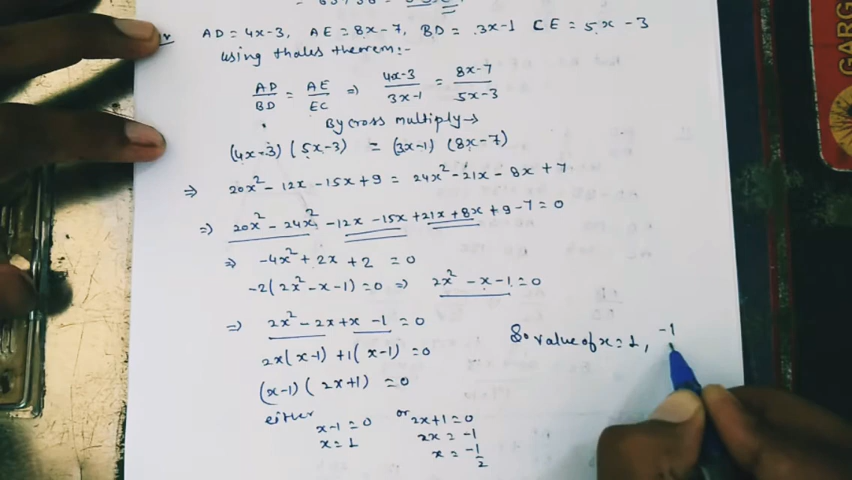 AD = 4x-3, AE = 8x-7, BD = 3x-1 CE = 5x-3
using thales theorem:-
AD/BD = AE/EC ⇒ 4x-3/3x-1 = 8x-7/5x-3
By cross multiply→
(4x-3)(5x-3) = (3x-1)(8x-7)
⇒ 20x² - 12x - 15x + 9 = 24x² - 21x - 8x + 7
⇒ 20x² - 24x² - 12x - 15x + 21x + 8x + 9 - 7 = 0
⇒ -4x² + 2x + 2 = 0
-2(2x² - x - 1) = 0 ⇒ 2x² - x - 1 = 0
⇒ 2x² - 2x + x - 1 = 0
2x(x-1) + 1(x-1) = 0
(x-1)(2x+1) = 0
either x-1 = 0 or 2x+1 = 0
x = 1 2x = -1
x = -1/2
So value of x = 1, -1